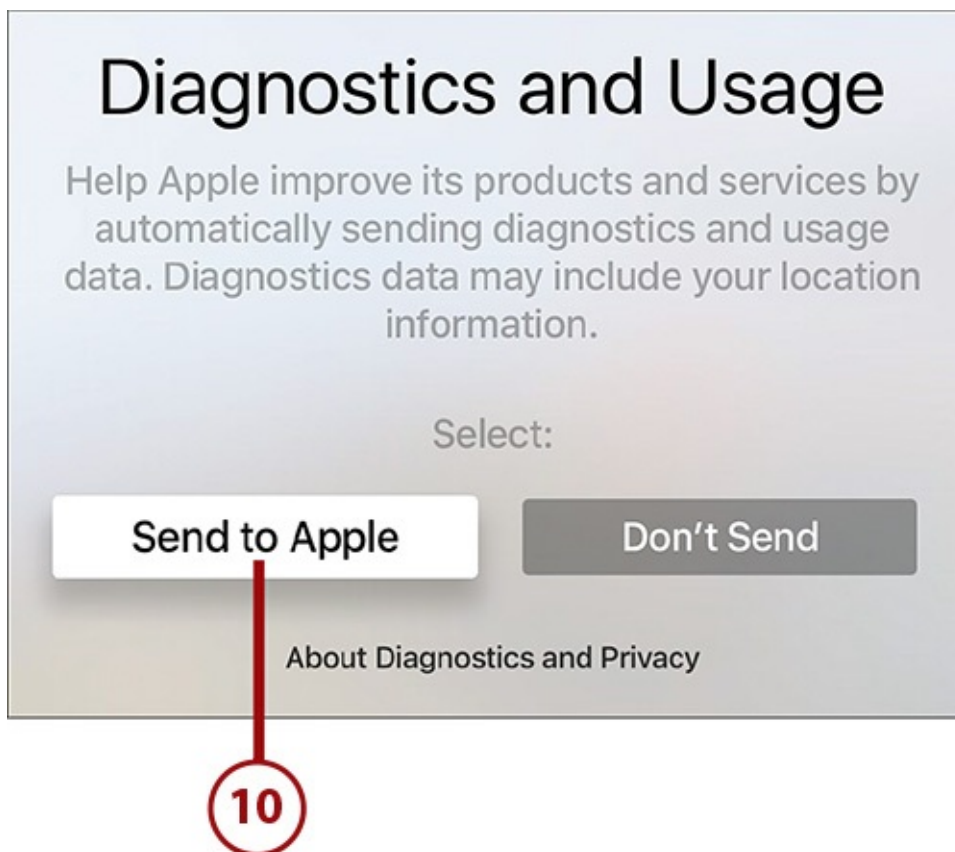 Diagnostics and Usage
Help Apple improve its products and services by
automatically sending diagnostics and usage
data. Diagnostics data may include your location
information.
Select:
Send to Apple
Don't Send
About Diagnostics and Privacy
10